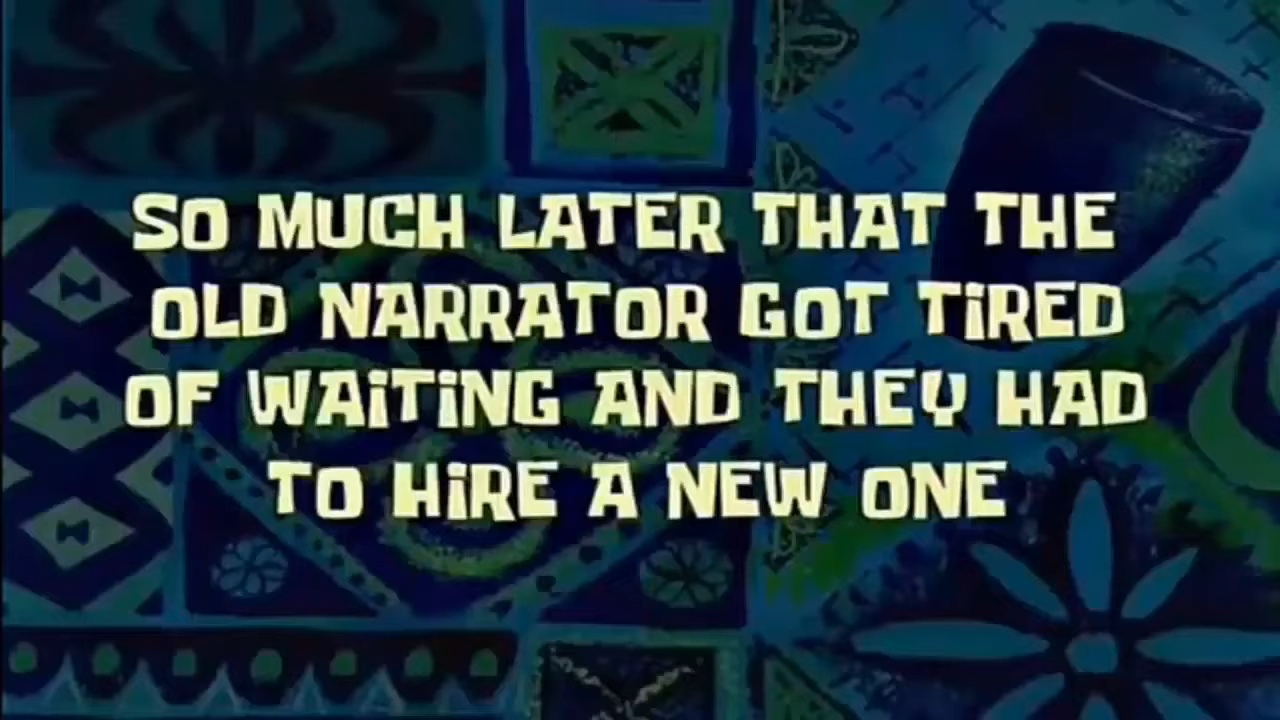 SO MUCH LATER THAT THE
OLD NARRATOR GOT TIRED
OF WAITING AND THEY HAD
TO HIRE A NEW ONE